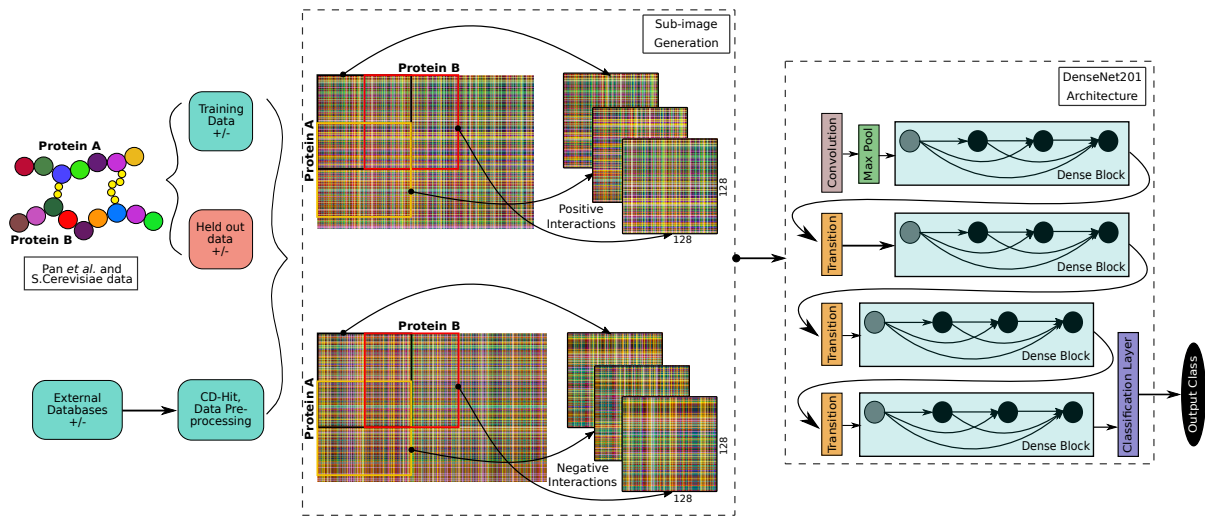 Protein A
Protein B
Pan et al. and
S.Cerevisiae data
Training
Data
+/-
Held out
data
+/-
External
Databases
+/-
CD-Hit,
Data Pre-
processing
Sub-image
Generation
Protein B
Protein A
Positive
Interactions
128
128
Protein B
Protein A
Negative
Interactions
128
128
DenseNet201
Architecture
Convolution
Max Pool
Dense Block
Transition
Dense Block
Transition
Dense Block
Transition
Dense Block
Classification Layer
Output Class